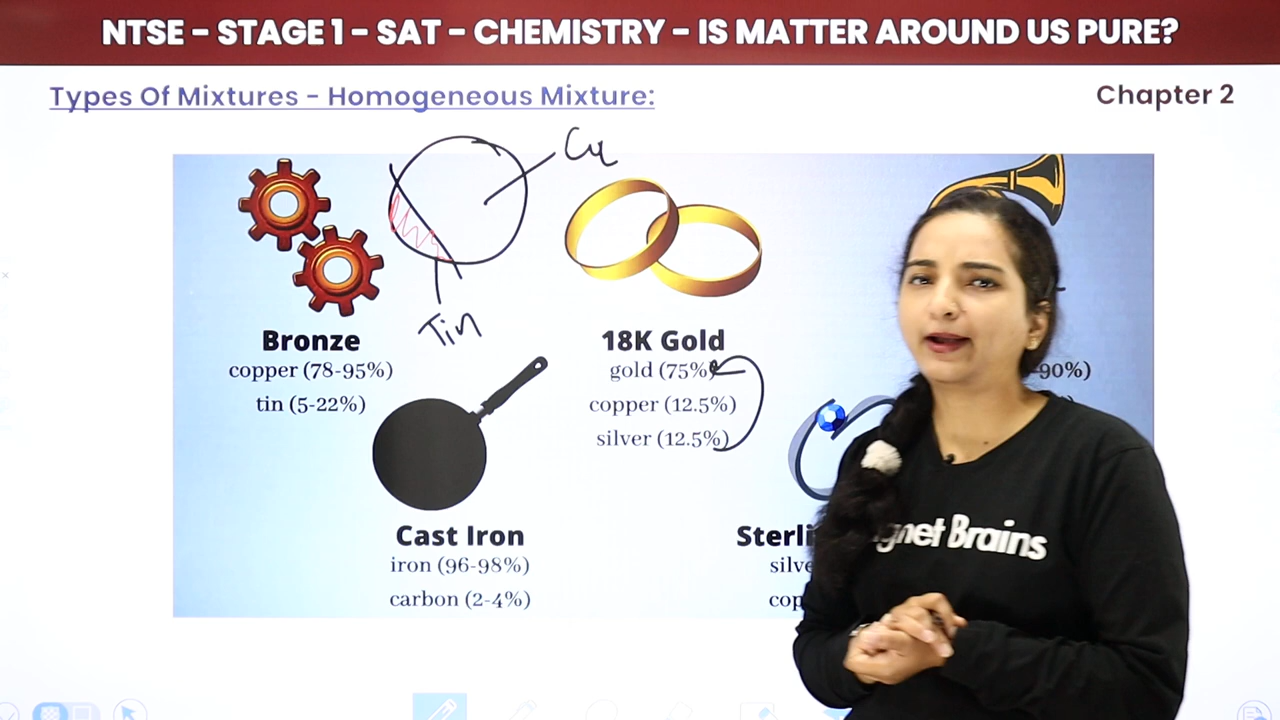 NTSE – STAGE 1 – SAT – CHEMISTRY – IS MATTER AROUND US PURE?
Types Of Mixtures - Homogeneous Mixture:
Chapter 2
Cu
Tin
Bronze
copper (78-95%)
tin (5-22%)
18K Gold
gold (75%)
copper (12.5%)
silver (12.5%)
90%)
Cast Iron
iron (96-98%)
carbon (2-4%)
Brains